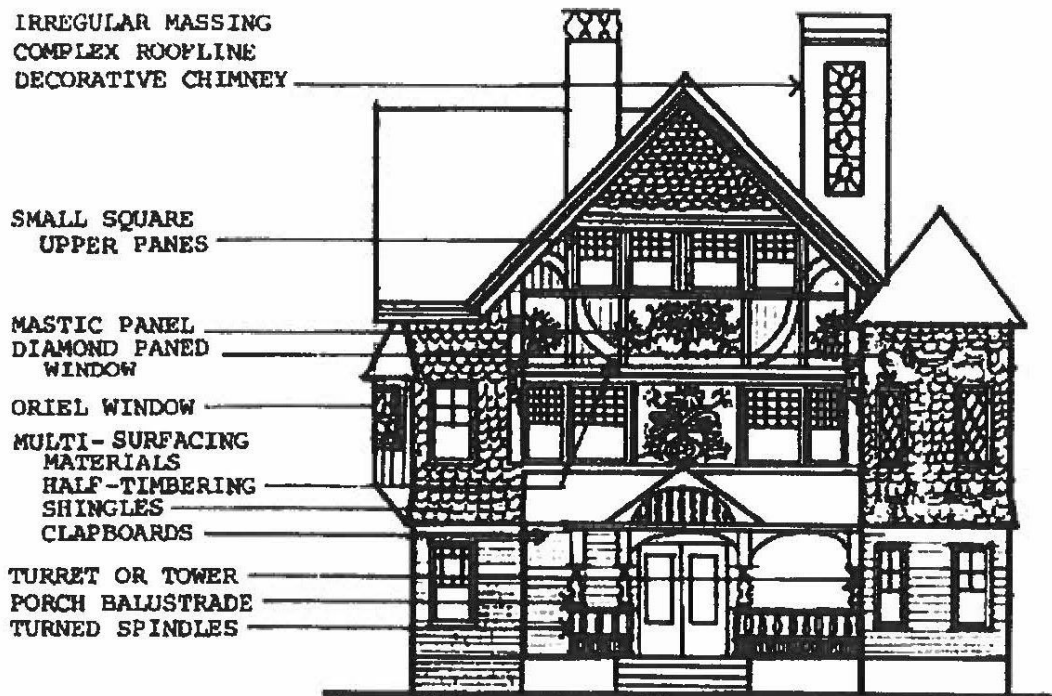 IRREGULAR MASSING
COMPLEX ROOFLINE
DECORATIVE CHIMNEY
SMALL SQUARE
UPPER PANES
MASTIC PANEL
DIAMOND PANED
WINDOW
ORIEL WINDOW
MULTI-SURFACING
MATERIALS
HALF-TIMBERING
SHINGLES
CLAPBOARDS
TURRET OR TOWER
PORCH BALUSTRADE
TURNED SPINDLES